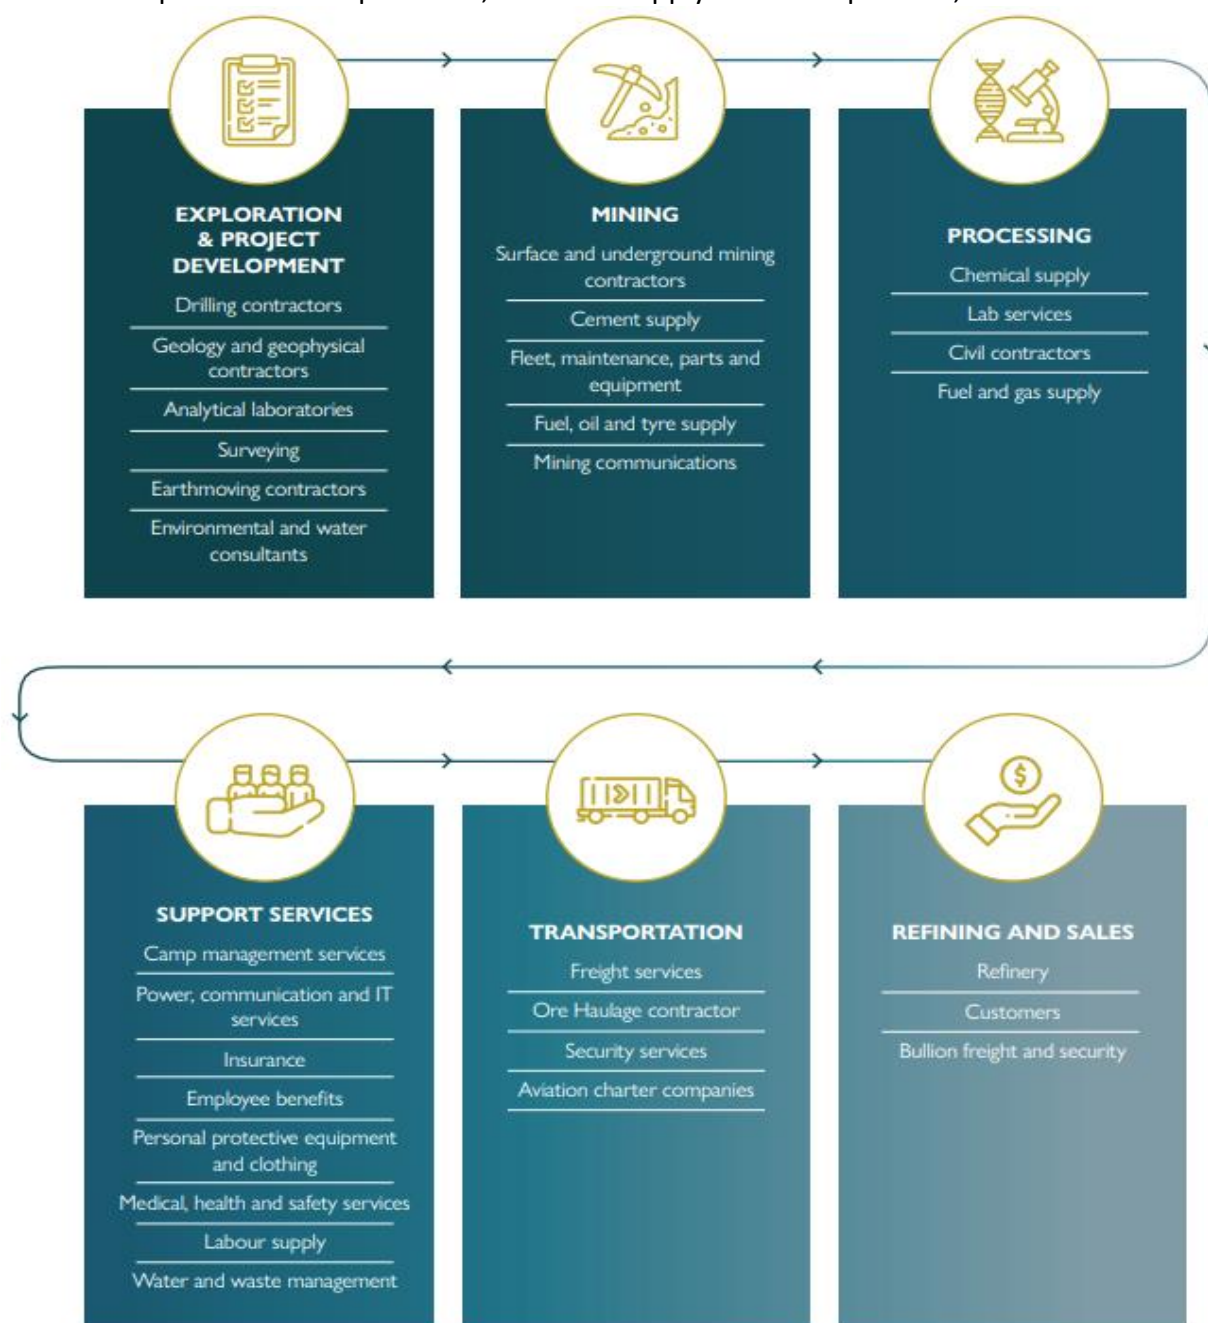 EXPLORATION
& PROJECT
DEVELOPMENT
Drilling contractors
Geology and geophysical
contractors
Analytical laboratories
Surveying
Earthmoving contractors
Environmental and water
consultants
MINING
Surface and underground mining
contractors
Cement supply
Fleet, maintenance, parts and
equipment
Fuel, oil and tyre supply
Mining communications
PROCESSING
Chemical supply
Lab services
Civil contractors
Fuel and gas supply
SUPPORT SERVICES
Camp management services
Power, communication and IT
services
Insurance
Employee benefits
Personal protective equipment
and clothing
Medical, health and safety services
Labour supply
Water and waste management
TRANSPORTATION
Freight services
Ore Haulage contractor
Security services
Aviation charter companies
$
REFINING AND SALES
Refinery
Customers
Bullion freight and security